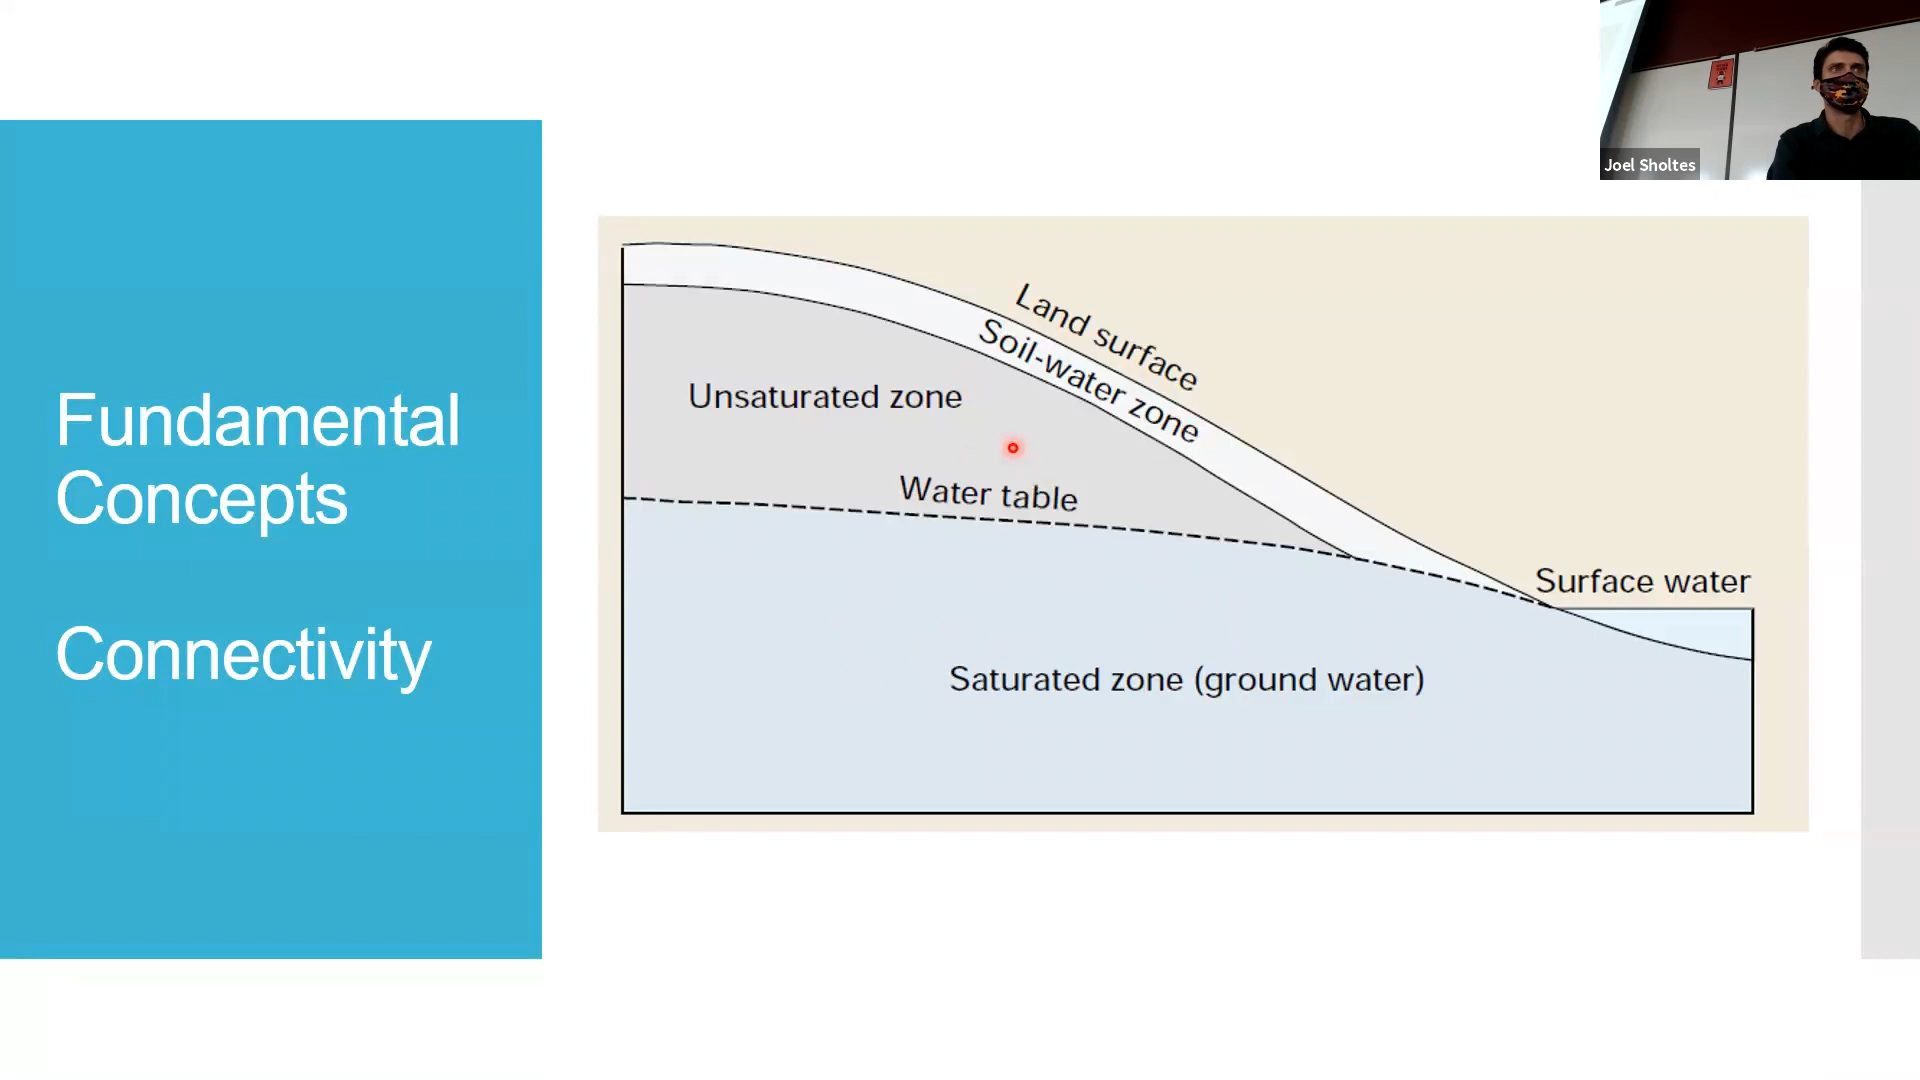 Joel Sholtes
Fundamental
Concepts
Connectivity
Land surface
Soil-water zone
Unsaturated zone
Water table
Surface water
Saturated zone (ground water)